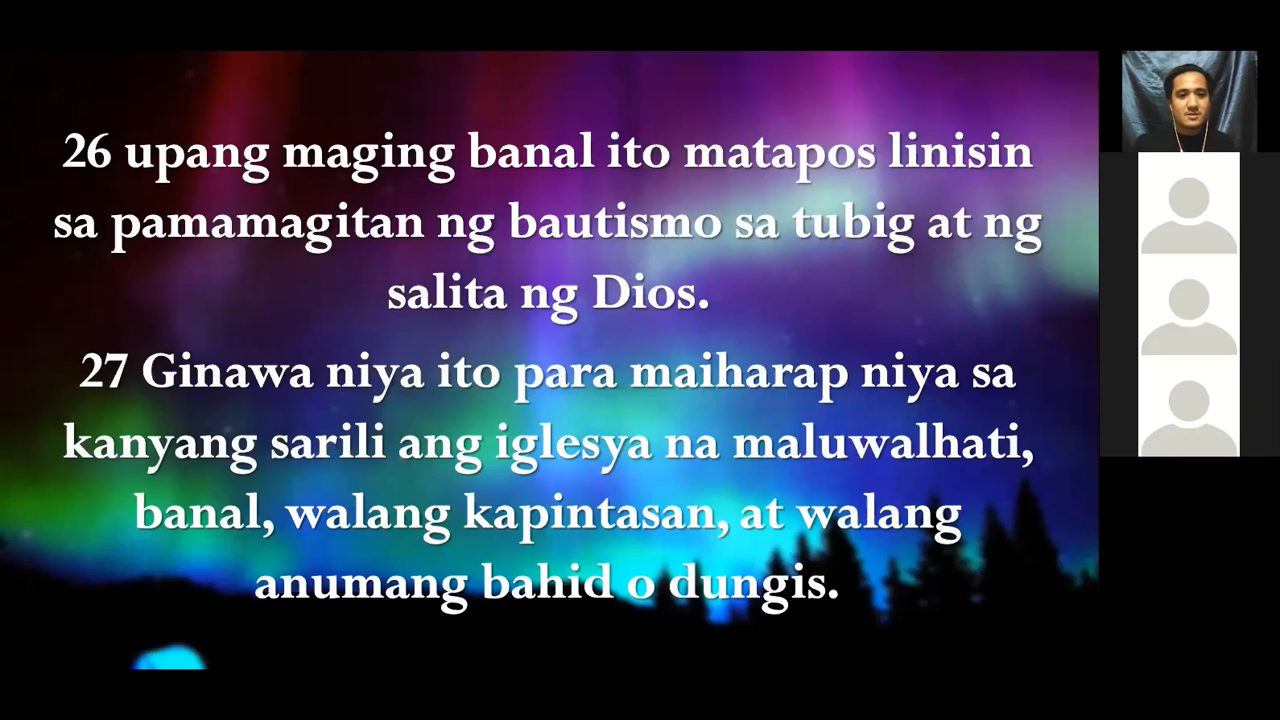 26 upang maging banal ito matapos linisin
sa pamamagitan ng bautismo sa tubig at ng
salita ng Dios.
27 Ginawa niya ito para maiharap niya sa
kanyang sarili ang iglesya na maluwalhati,
banal, walang kapintasan, at walang
anumang bahid o dungis.